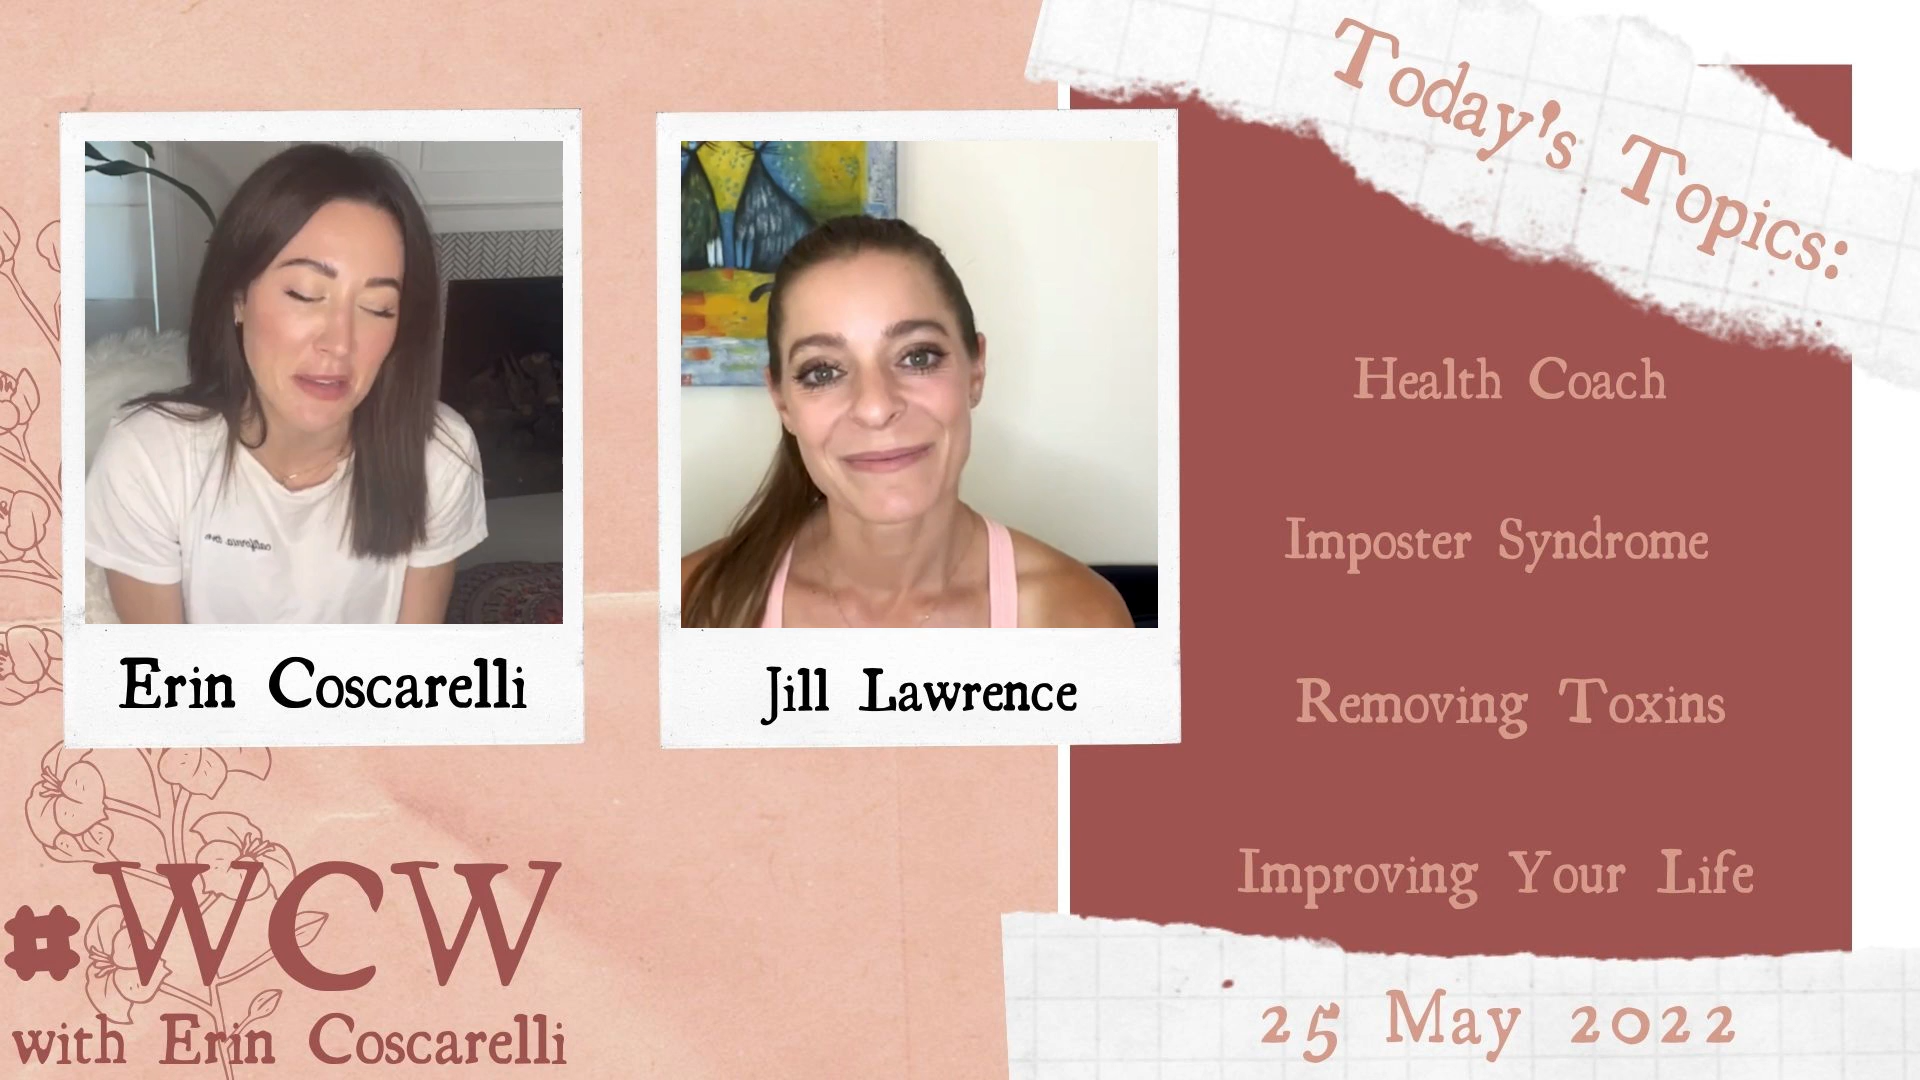 Today's Topics:
Erin Coscarelli
Jill Lawrence
Health Coach
Imposter Syndrome
Removing Toxins
Improving Your Life
#WCW
with Erin Coscarelli
25 May 2022